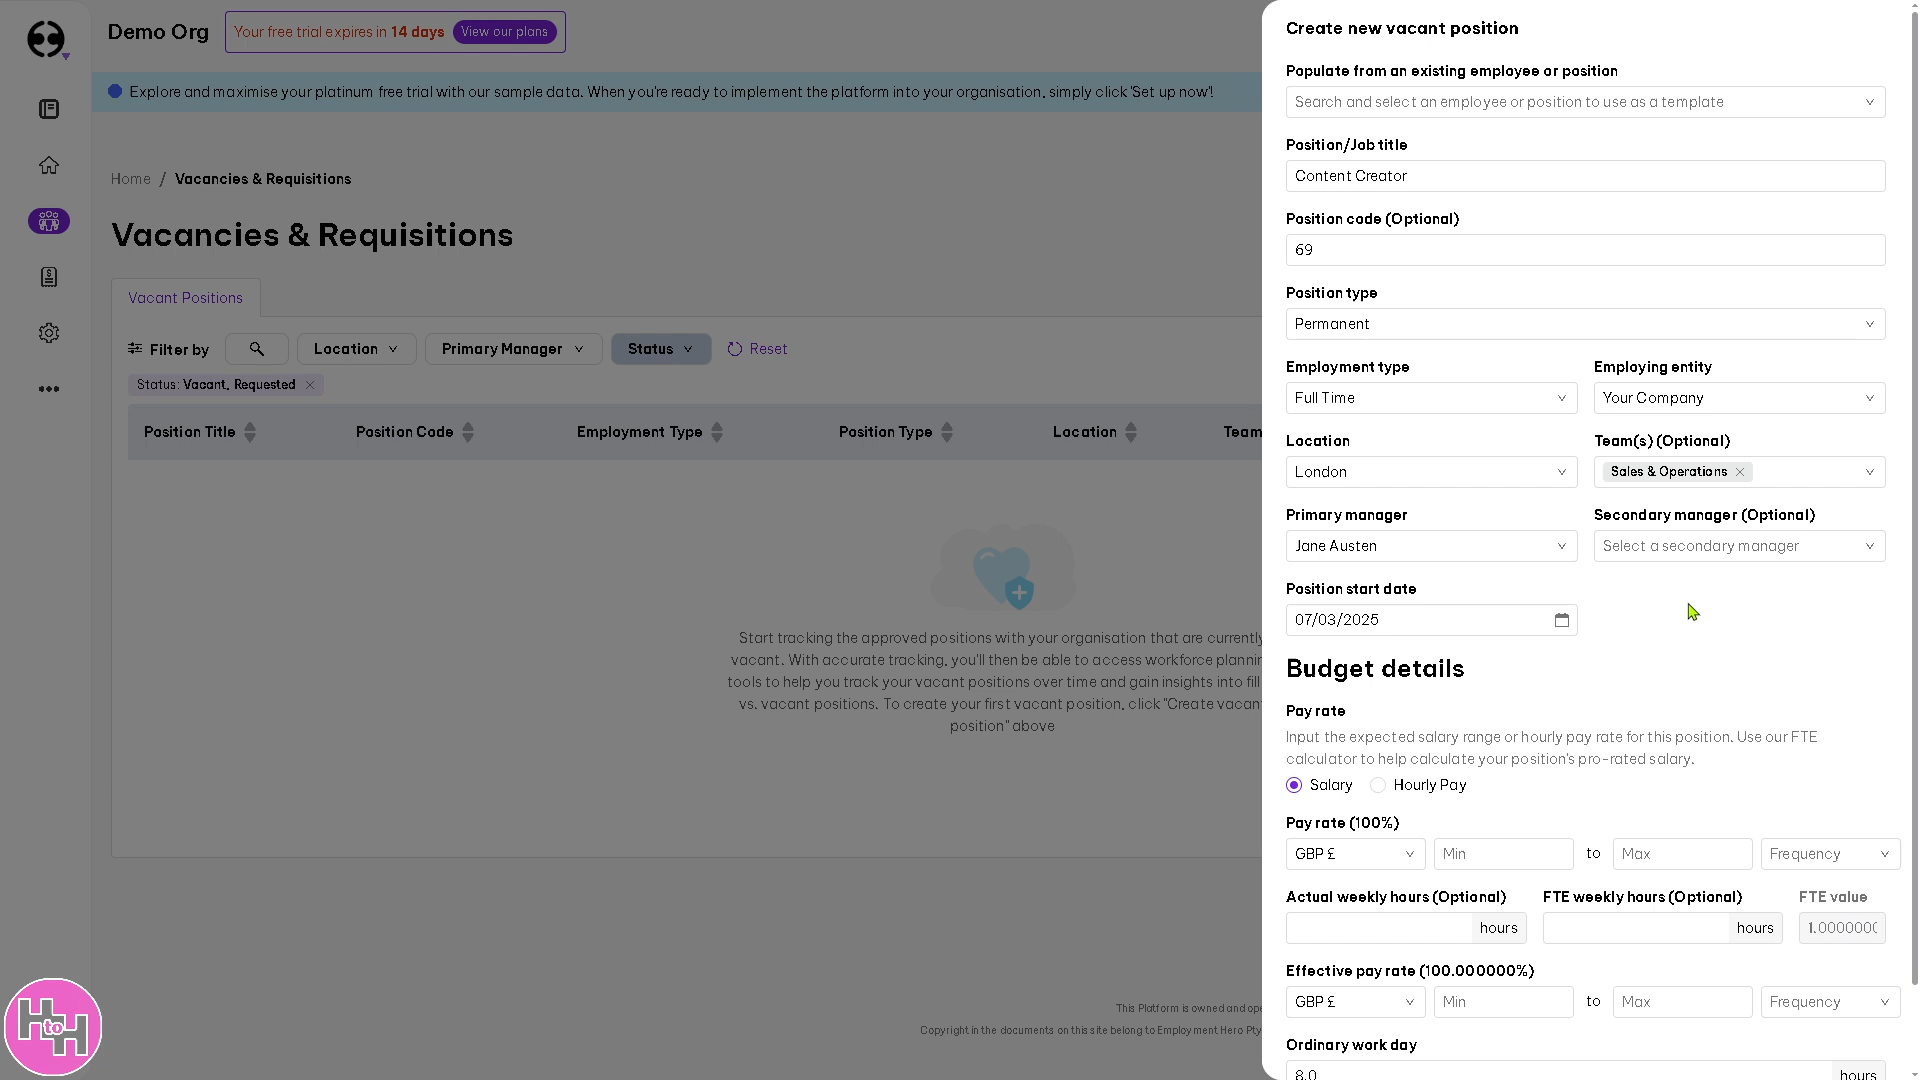 Demo Org
Your free trial expires in 14 days
View our plans
Explore and maximise your platinum free trial with our sample data. When you're ready to implement the platform into your organisation, simply click 'Set up now'!
Home / Vacancies & Requisitions
Vacancies & Requisitions
Vacant Positions
Filter by
Location
Primary Manager
Status
Reset
Status: Vacant, Requested
Position Title
Position Code
Employment Type
Position Type
Location
Team
Start tracking the approved positions with your organisation that are currently
vacant. With accurate tracking, you'll then be able to access workforce plannin
tools to help you track your vacant positions over time and gain insights into fill
vs. vacant positions. To create your first vacant position, click "Create vacan
position" above
This Platform is owned and ope
Copyright in the documents on this site belong to Employment Hero Pty
H to H
Create new vacant position
Populate from an existing employee or position
Search and select an employee or position to use as a template
Position/Job title
Content Creator
Position code (Optional)
69
Position type
Permanent
Employment type
Employing entity
Full Time
Your Company
Location
Team(s) (Optional)
London
Sales & Operations
Primary manager
Secondary manager (Optional)
Jane Austen
Select a secondary manager
Position start date
07/03/2025
Budget details
Pay rate
Input the expected salary range or hourly pay rate for this position. Use our FTE
calculator to help calculate your position's pro-rated salary.
Salary
Hourly Pay
Pay rate (100%)
GBP £
Min
to
Max
Frequency
Actual weekly hours (Optional)
FTE weekly hours (Optional)
FTE value
hours
hours
1.0000000
Effective pay rate (100.000000%)
GBP £
Min
to
Max
Frequency
Ordinary work day
8.0
hours